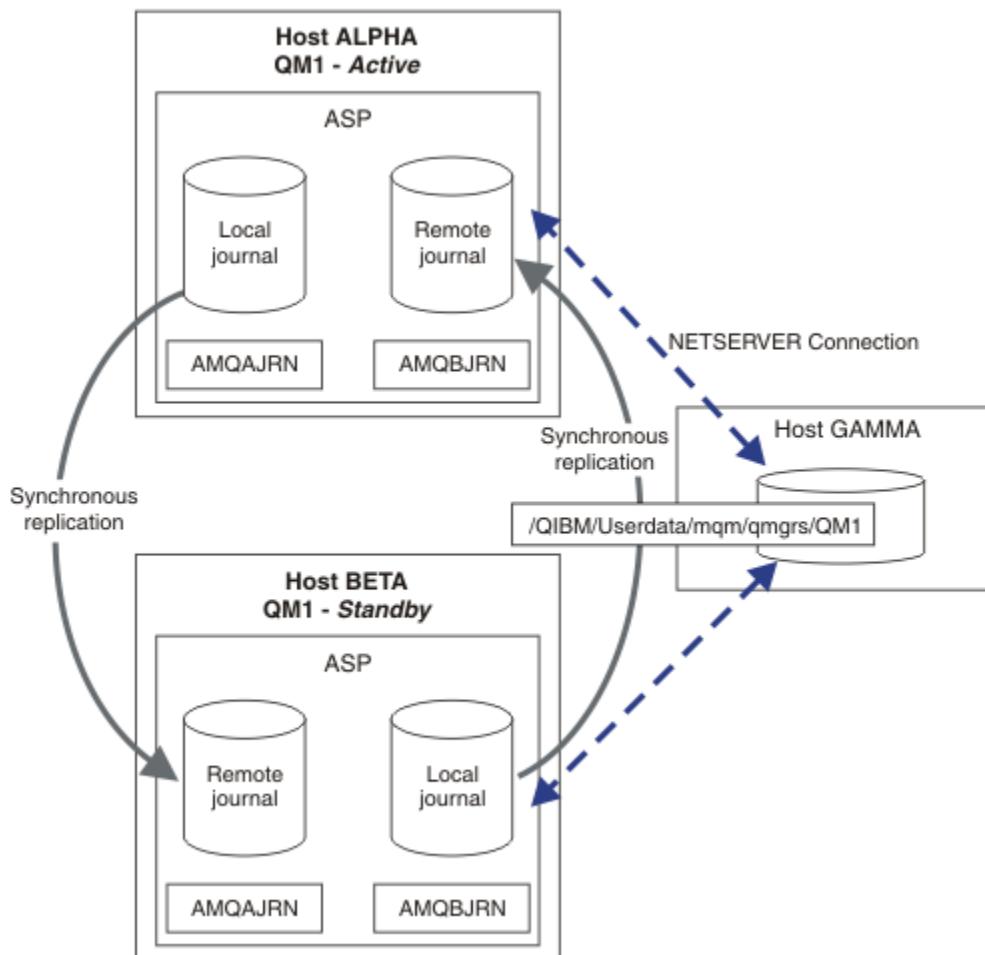 Host ALPHA
QM1 - Active
ASP
Local
journal
Remote
journal
AMQAJRN
AMQBJRN
NETSERVER Connection
Host GAMMA
/QIBM/Userdata/mqm/qmgrs/QM1
Synchronous
replication
Synchronous
replication
Host BETA
QM1 - Standby
ASP
Remote
journal
Local
journal
AMQAJRN
AMQBJRN